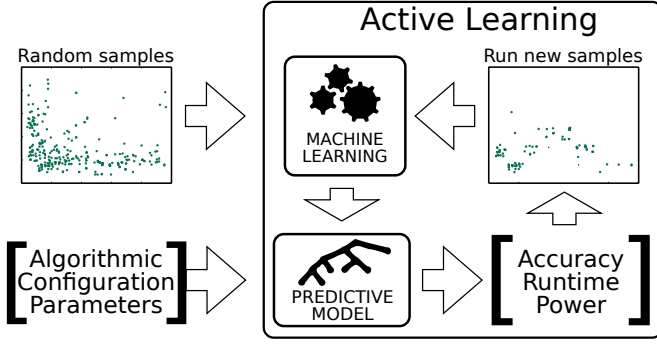 Active Learning
Random samples
Run new samples
MACHINE
LEARNING
Algorithmic
Configuration
Parameters
PREDICTIVE
MODEL
Accuracy
Runtime
Power